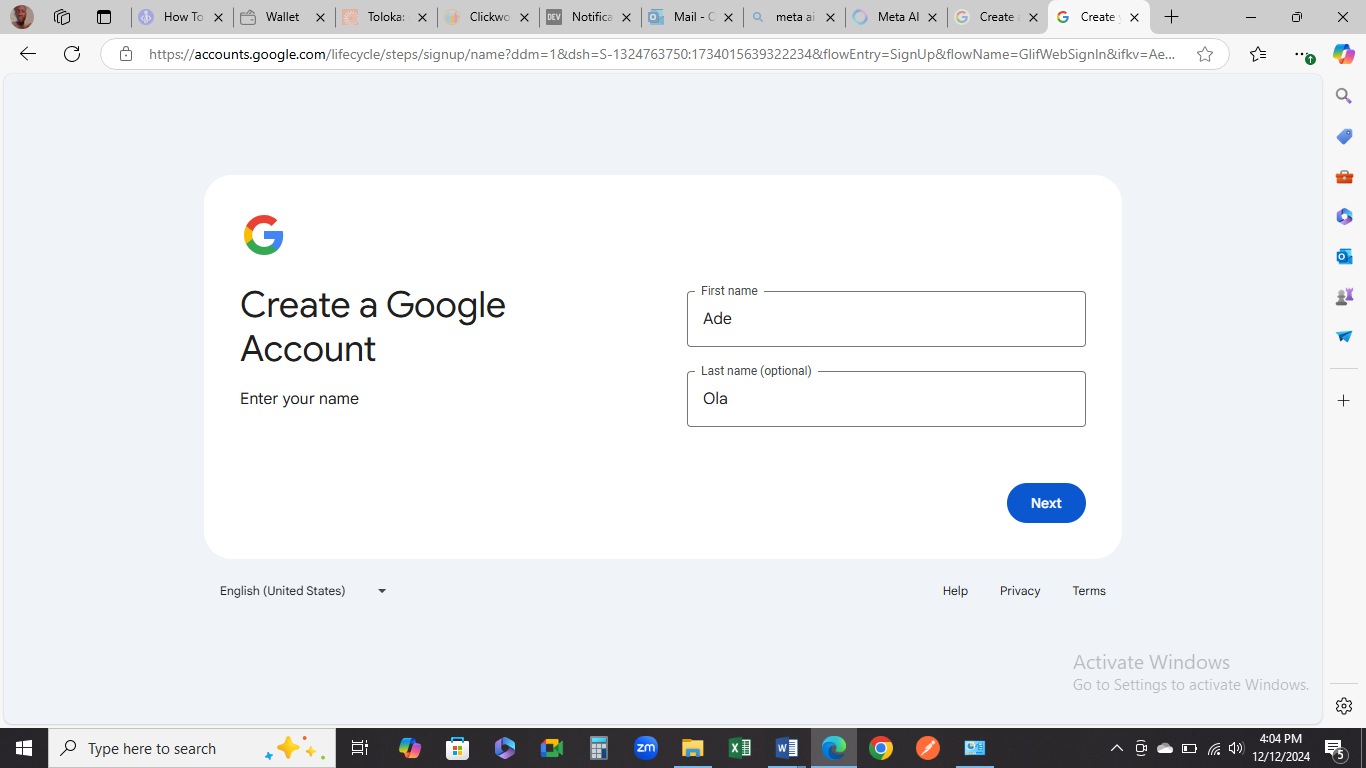 How To
Wallet
Toloka:
Clickwo
DEV
Notifica
Mail - C
meta ai
Meta AI
Create
Create
https://accounts.google.com/lifecycle/steps/signup/name?ddm=1&dsh=S-1324763750:1734015639322234&flowEntry=SignUp&flowName=GlifWebSignIn&ifkv=Ae...
Create a Google
Account
Enter your name
First name
Ade
Last name (optional)
Ola
Next
English (United States)
Help
Privacy
Terms
Activate Windows
Go to Settings to activate Windows.
Type here to search
zm
4:04 PM
12/12/2024
5